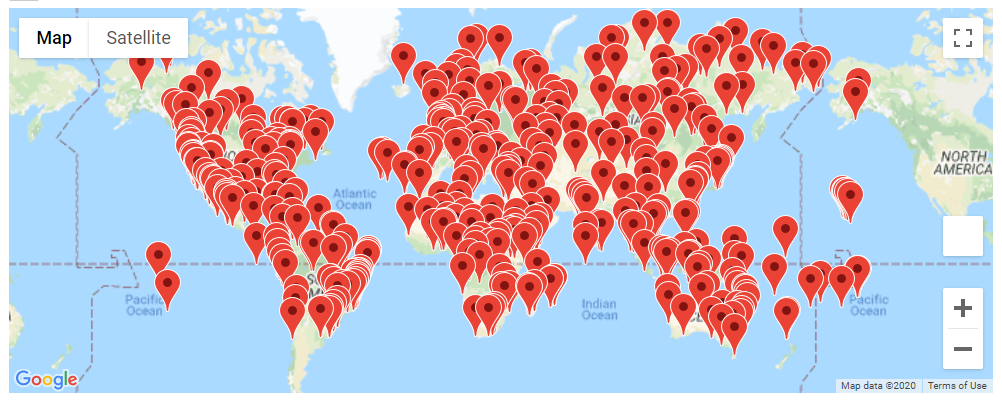 Map
Satellite
NORTH
AMERICA
Atlantic
Ocean
Pacific
Ocean
Indian
Ocean
Pacific
Ocean
Google
Map data ©2020
Terms of Use